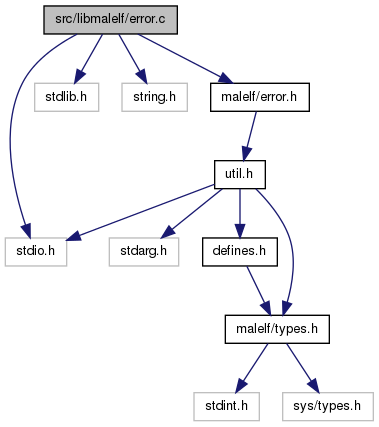 src/libmalelf/error.c
stdlib.h
string.h
malelf/error.h
util.h
stdio.h
stdarg.h
defines.h
malelf/types.h
stdint.h
sys/types.h